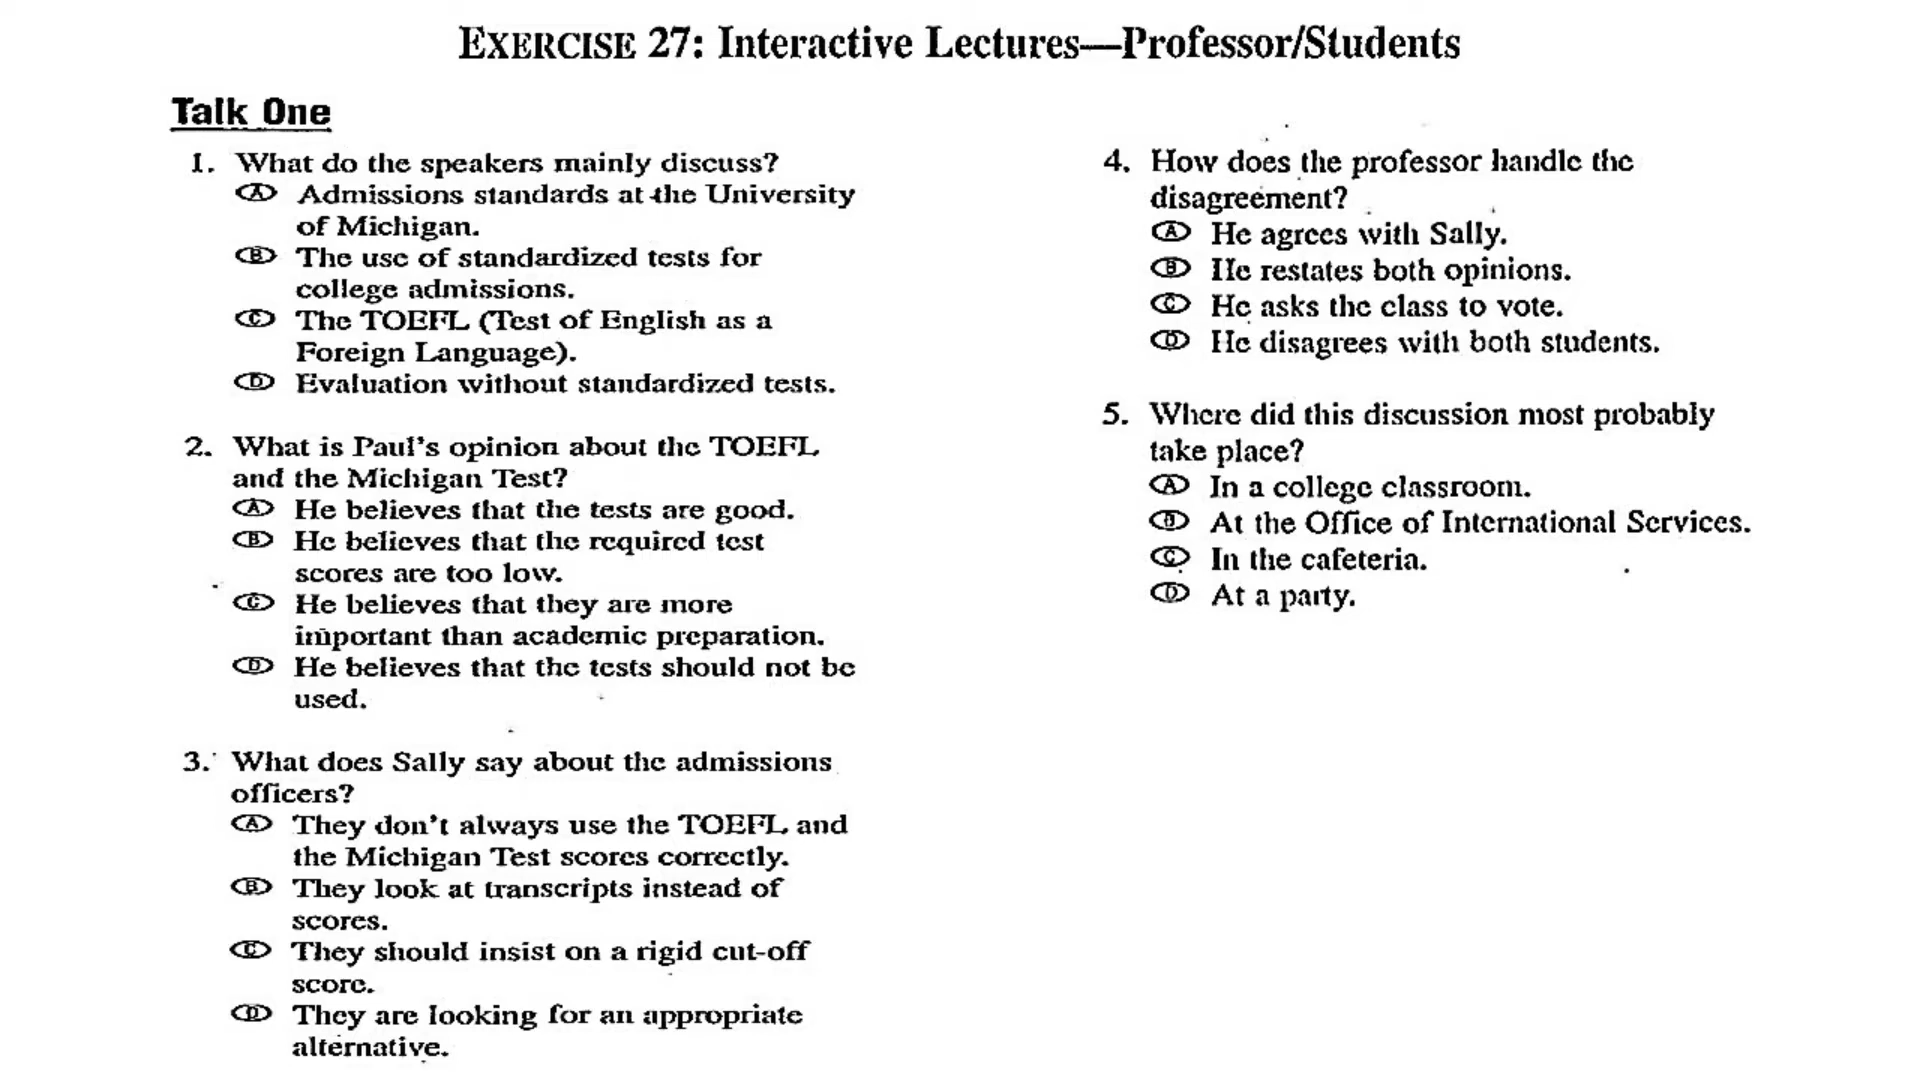 EXERCISE 27: Interactive Lectures—Professor/Students
Talk One
1. What do the speakers mainly discuss?
(A) Admissions standards at the University
of Michigan.
(B) The use of standardized tests for
college admissions.
(C) The TOEFL (Test of English as a
Foreign Language).
(D) Evaluation without standardized tests.
2. What is Paul's opinion about the TOEFL
and the Michigan Test?
(A) He believes that the tests are good.
(B) He believes that the required test
scores are too low.
(C) He believes that they are more
important than academic preparation.
(D) He believes that the tests should not be
used.
3. What does Sally say about the admissions
officers?
(A) They don't always use the TOEFL and
the Michigan Test scores correctly.
(B) They look at transcripts instead of
scores.
(C) They should insist on a rigid cut-off
score.
(D) They are looking for an appropriate
alternative.
4. How does the professor handle the
disagreement?
(A) He agrees with Sally.
(B) He restates both opinions.
(C) He asks the class to vote.
(D) He disagrees with both students.
5. Where did this discussion most probably
take place?
(A) In a college classroom.
(B) At the Office of International Services.
(C) In the cafeteria.
(D) At a party.